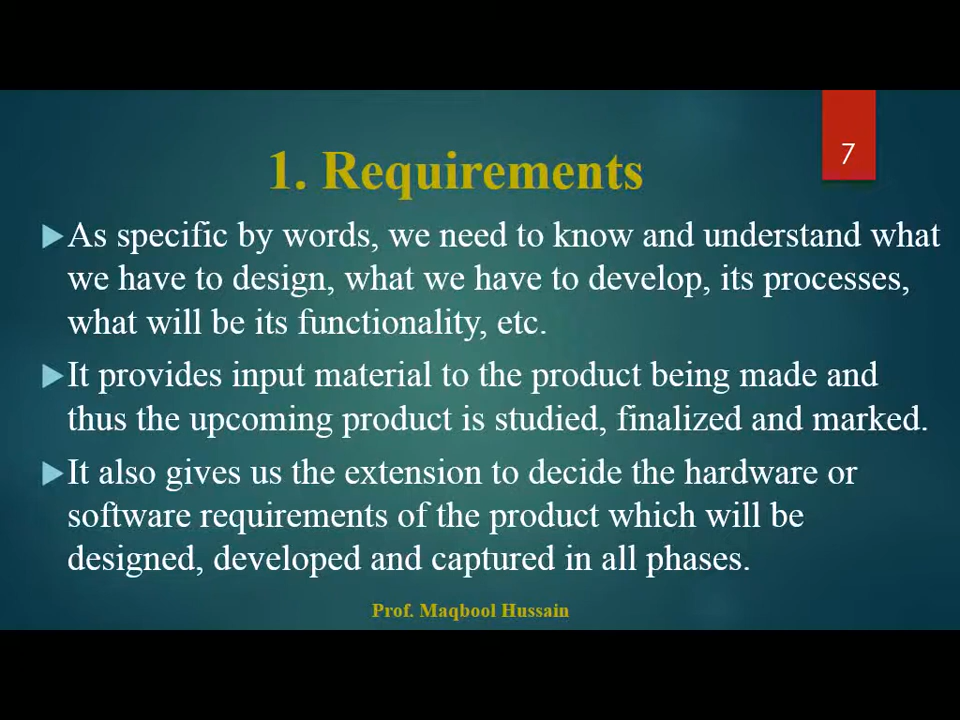 7
1. Requirements
As specific by words, we need to know and understand what
we have to design, what we have to develop, its processes,
what will be its functionality, etc.
It provides input material to the product being made and
thus the upcoming product is studied, finalized and marked.
It also gives us the extension to decide the hardware or
software requirements of the product which will be
designed, developed and captured in all phases.
Prof. Maqbool Hussain